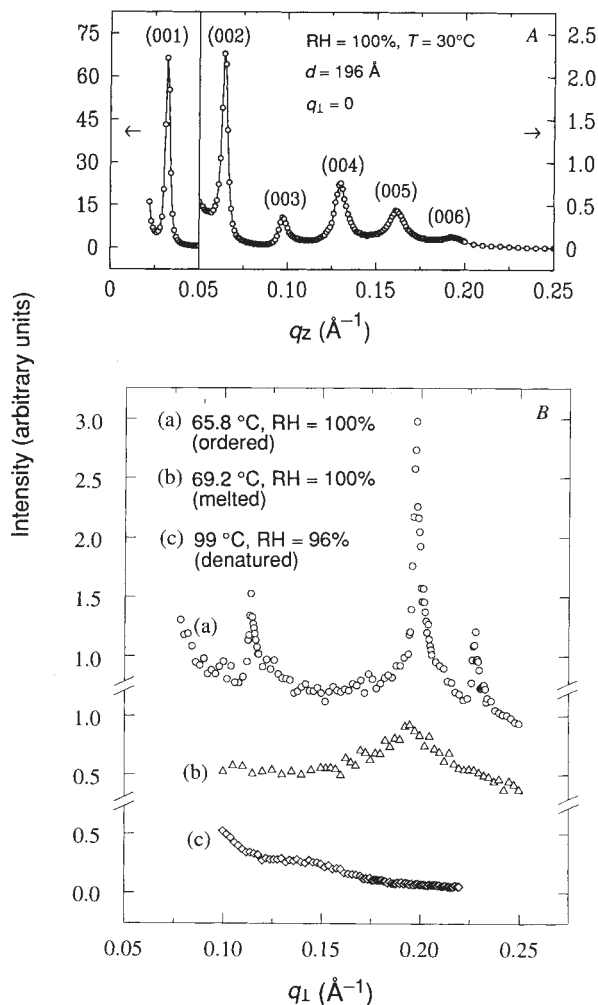 A
75
60
45
30
15
0
(001)
(002)
(003)
(004)
(005)
(006)
RH = 100%, T = 30°C
d = 196 Å
q⊥ = 0
←
→
2.5
2.0
1.5
1.0
0.5
0
0 0.05 0.10 0.15 0.20 0.25
qz (Å–1)
Intensity (arbitrary units)
B
3.0
2.5
2.0
1.5
1.0
1.0
0.5
0.5
0.0
(a) 65.8 °C, RH = 100%
(ordered)
(b) 69.2 °C, RH = 100%
(melted)
(c) 99 °C, RH = 96%
(denatured)
(a)
(b)
(c)
0.05 0.10 0.15 0.20 0.25
q⊥ (Å–1)